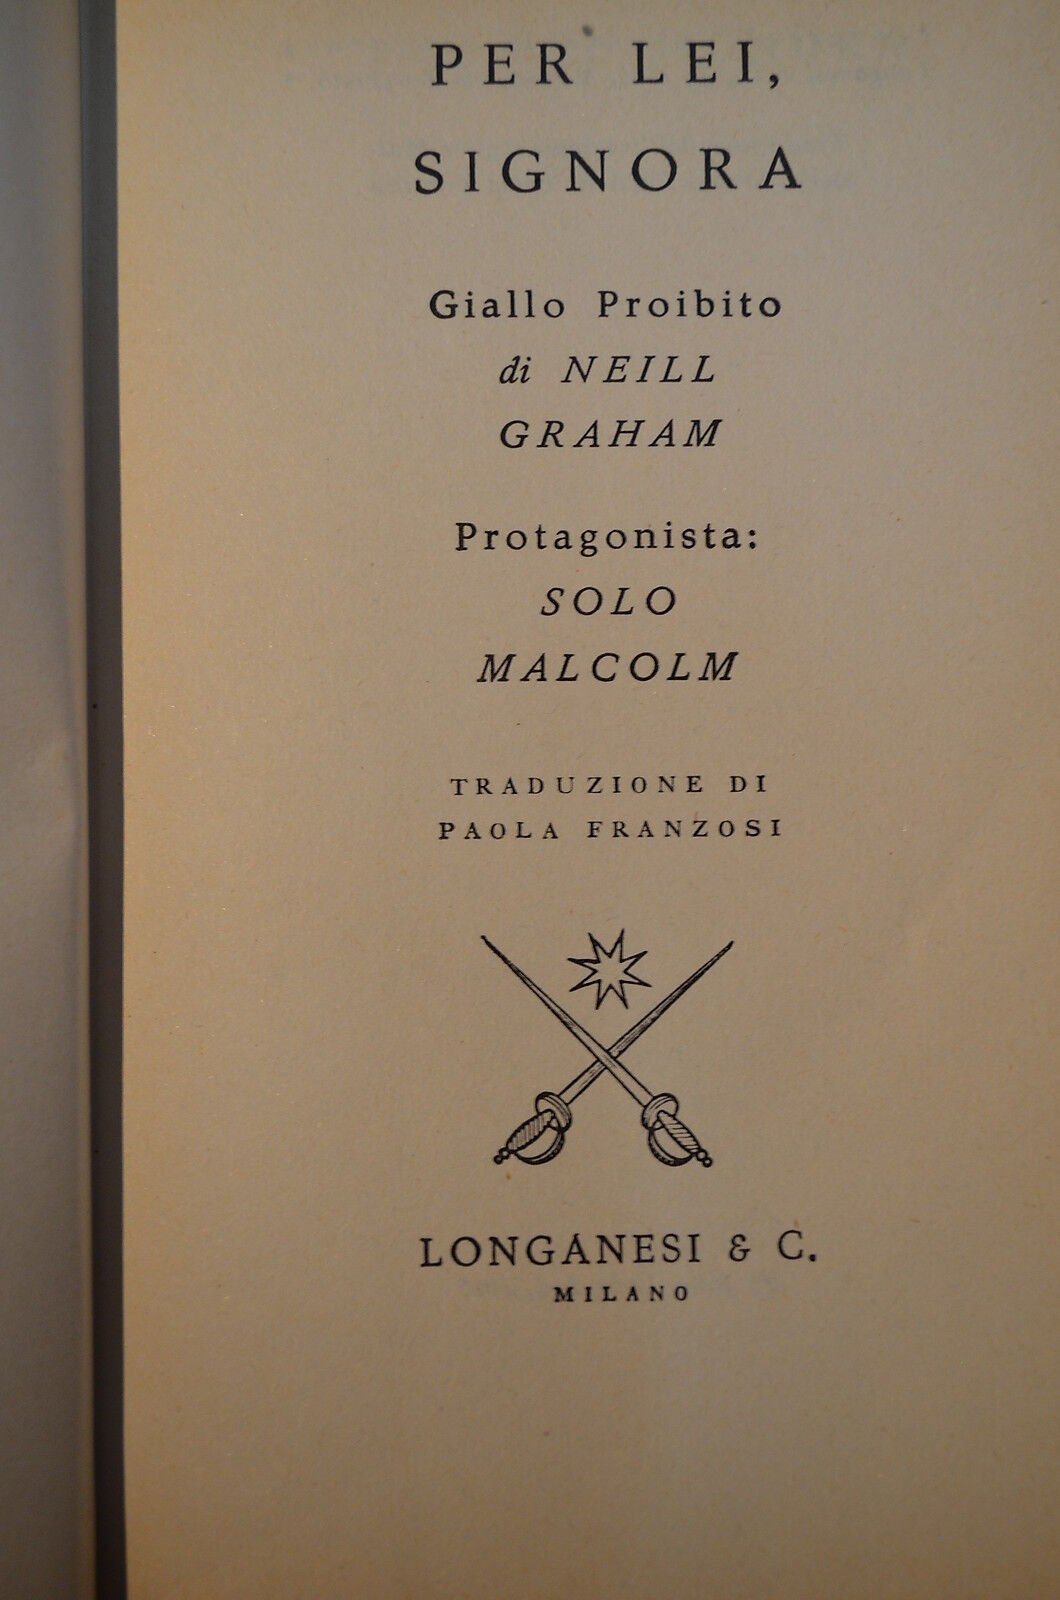 PER LEI,
SIGNORA
Giallo Proibito
di NEILL
GRAHAM
Protagonista:
SOLO
MALCOLM
TRADUZIONE DI
PAOLA FRANZOSI
LONGANESI & C.
MILANO